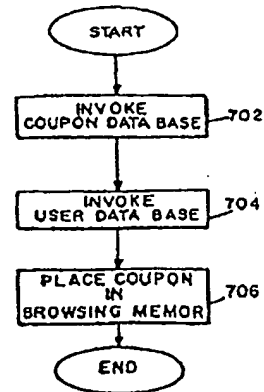 START
INVOKE
COUPON DATA BASE
702
INVOKE
USER DATA BASE
704
PLACE COUPON
IN
BROWSING MEMOR
706
END